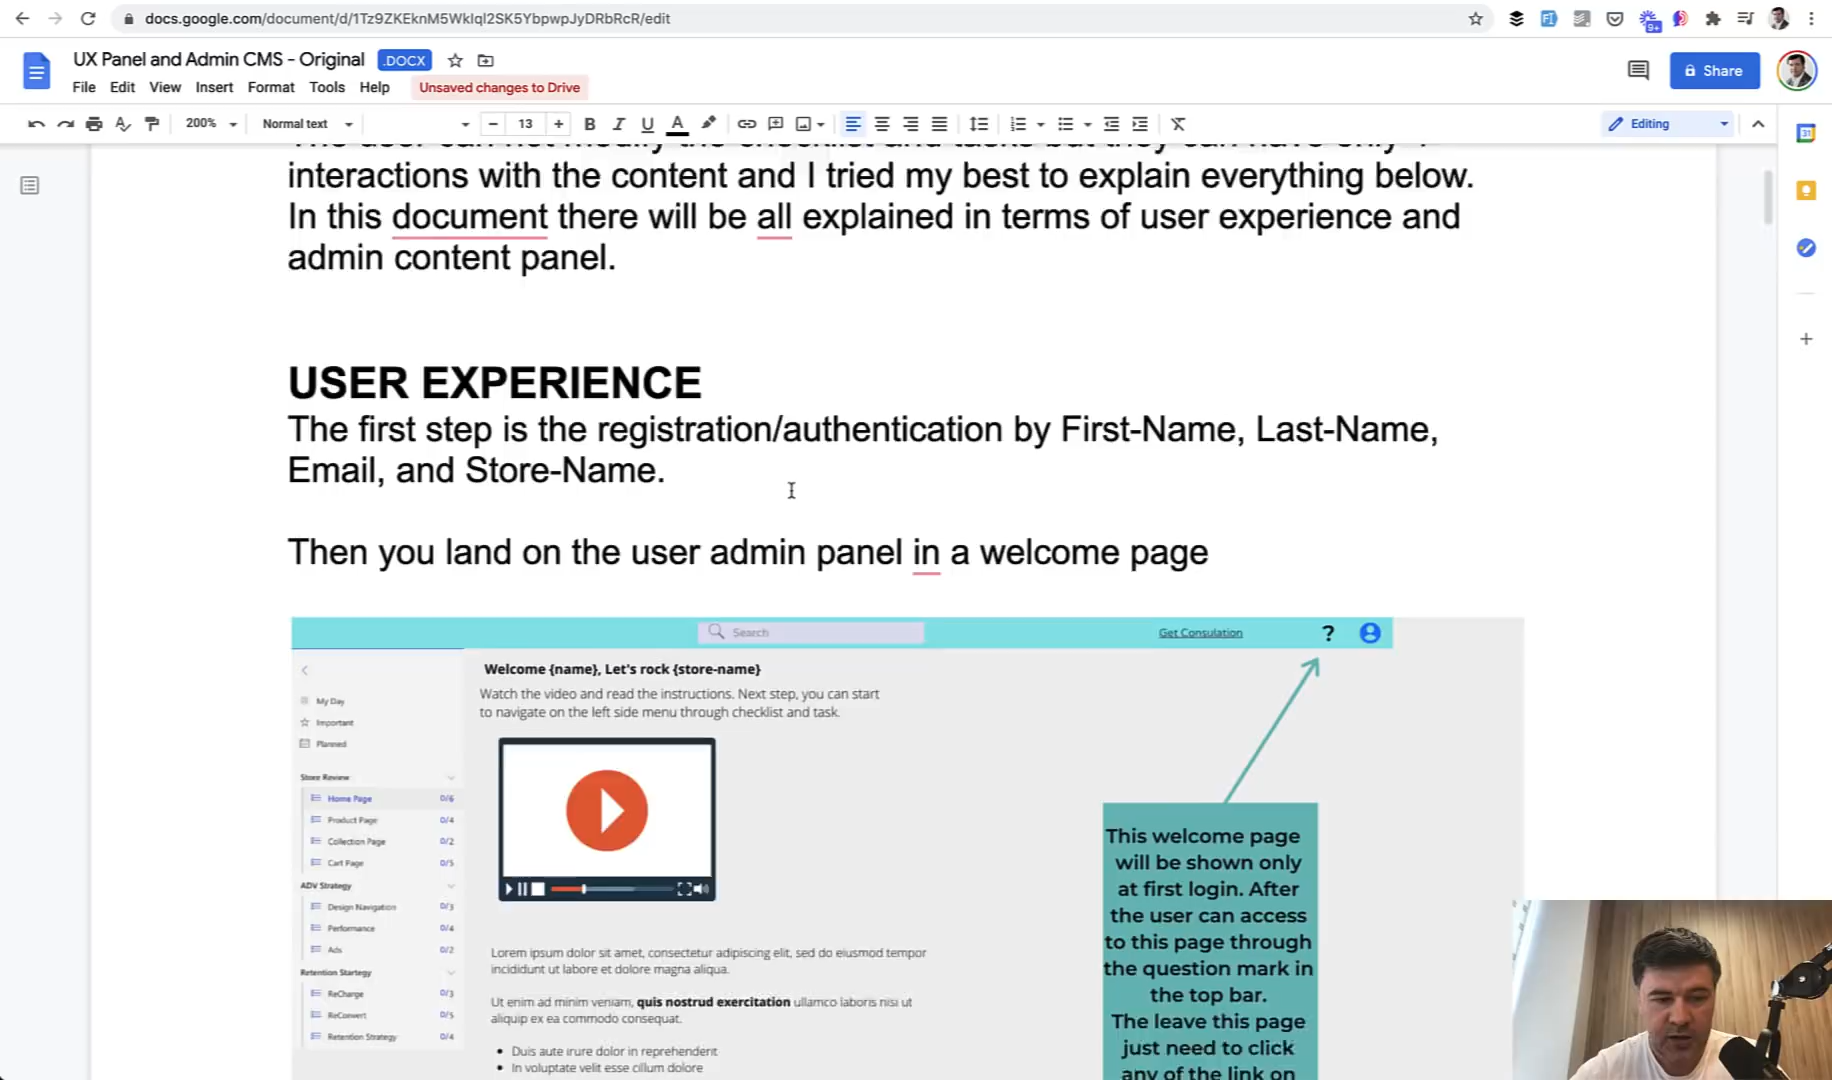 docs.google.com/document/d/1Tz9ZKEknM5WkIqI2SK5YbpwpJyDRbRcR/edit
9+
UX Panel and Admin CMS - Original
.DOCX
Share
File Edit View Insert Format Tools Help
Unsaved changes to Drive
200%
Normal text
13
Editing
31
interactions with the content and I tried my best to explain everything below.
In this document there will be all explained in terms of user experience and
admin content panel.
USER EXPERIENCE
The first step is the registration/authentication by First-Name, Last-Name,
Email, and Store-Name.
Then you land on the user admin panel in a welcome page
Search
Get Consulation
?
Welcome {name}, Let's rock {store-name}
Watch the video and read the instructions. Next step, you can start
to navigate on the left side menu through checklist and task.
My Day
Important
Planned
Store Review
Home Page 0/6
Product Page 0/4
Collection Page 0/2
Cart Page 0/5
ADV Strategy
Design Navigation 0/3
Performance 0/4
Ads 0/2
Retention Startegy
ReCharge 0/3
ReConvert 0/5
Retention Strategy 0/4
Lorem ipsum dolor sit amet, consectetur adipiscing elit, sed do eiusmod tempor
incididunt ut labore et dolore magna aliqua.
Ut enim ad minim veniam, quis nostrud exercitation ullamco laboris nisi ut
aliquip ex ea commodo consequat.
Duis aute irure dolor in reprehenderit
In voluptate velit esse cillum dolore
This welcome page
will be shown only
at first login. After
the user can access
to this page through
the question mark in
the top bar.
The leave this page
just need to click
any of the link on